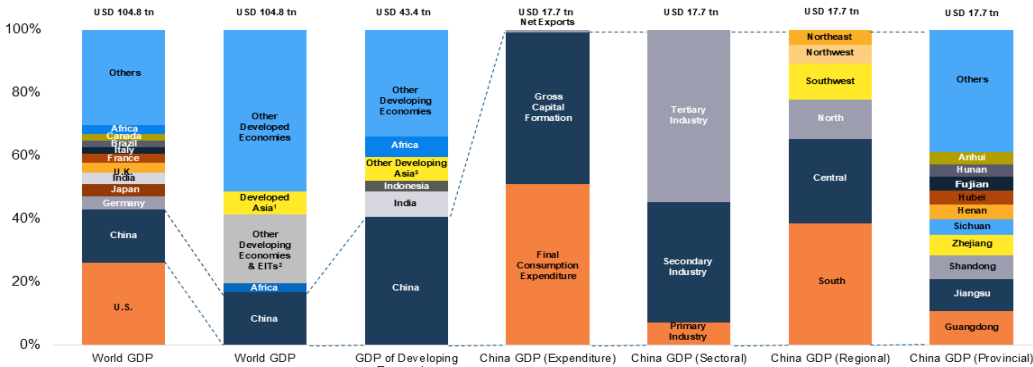 USD 104.8 tn
USD 104.8 tn
USD 43.4 tn
USD 17.7 tn
USD 17.7 tn
USD 17.7 tn
USD 17.7 tn
100%
80%
60%
40%
20%
0%
Others
Africa
Canada
Brazil
Italy
France
U.K.
India
Japan
Germany
China
U.S.
World GDP
Other
Developed
Economies
Developed
Asia¹
Other
Developing
Economies
& EITs²
Africa
China
World GDP
Other
Developing
Economies
Africa
Other Developing
Asia³
Indonesia
India
China
GDP of Developing
Net Exports
Gross
Capital
Formation
Final
Consumption
Expenditure
China GDP (Expenditure)
Tertiary
Industry
Secondary
Industry
Primary
Industry
China GDP (Sectoral)
Northeast
Northwest
Southwest
North
Central
South
China GDP (Regional)
Others
Anhui
Hunan
Fujian
Hubei
Henan
Sichuan
Zhejiang
Shandong
Jiangsu
Guangdong
China GDP (Provincial)